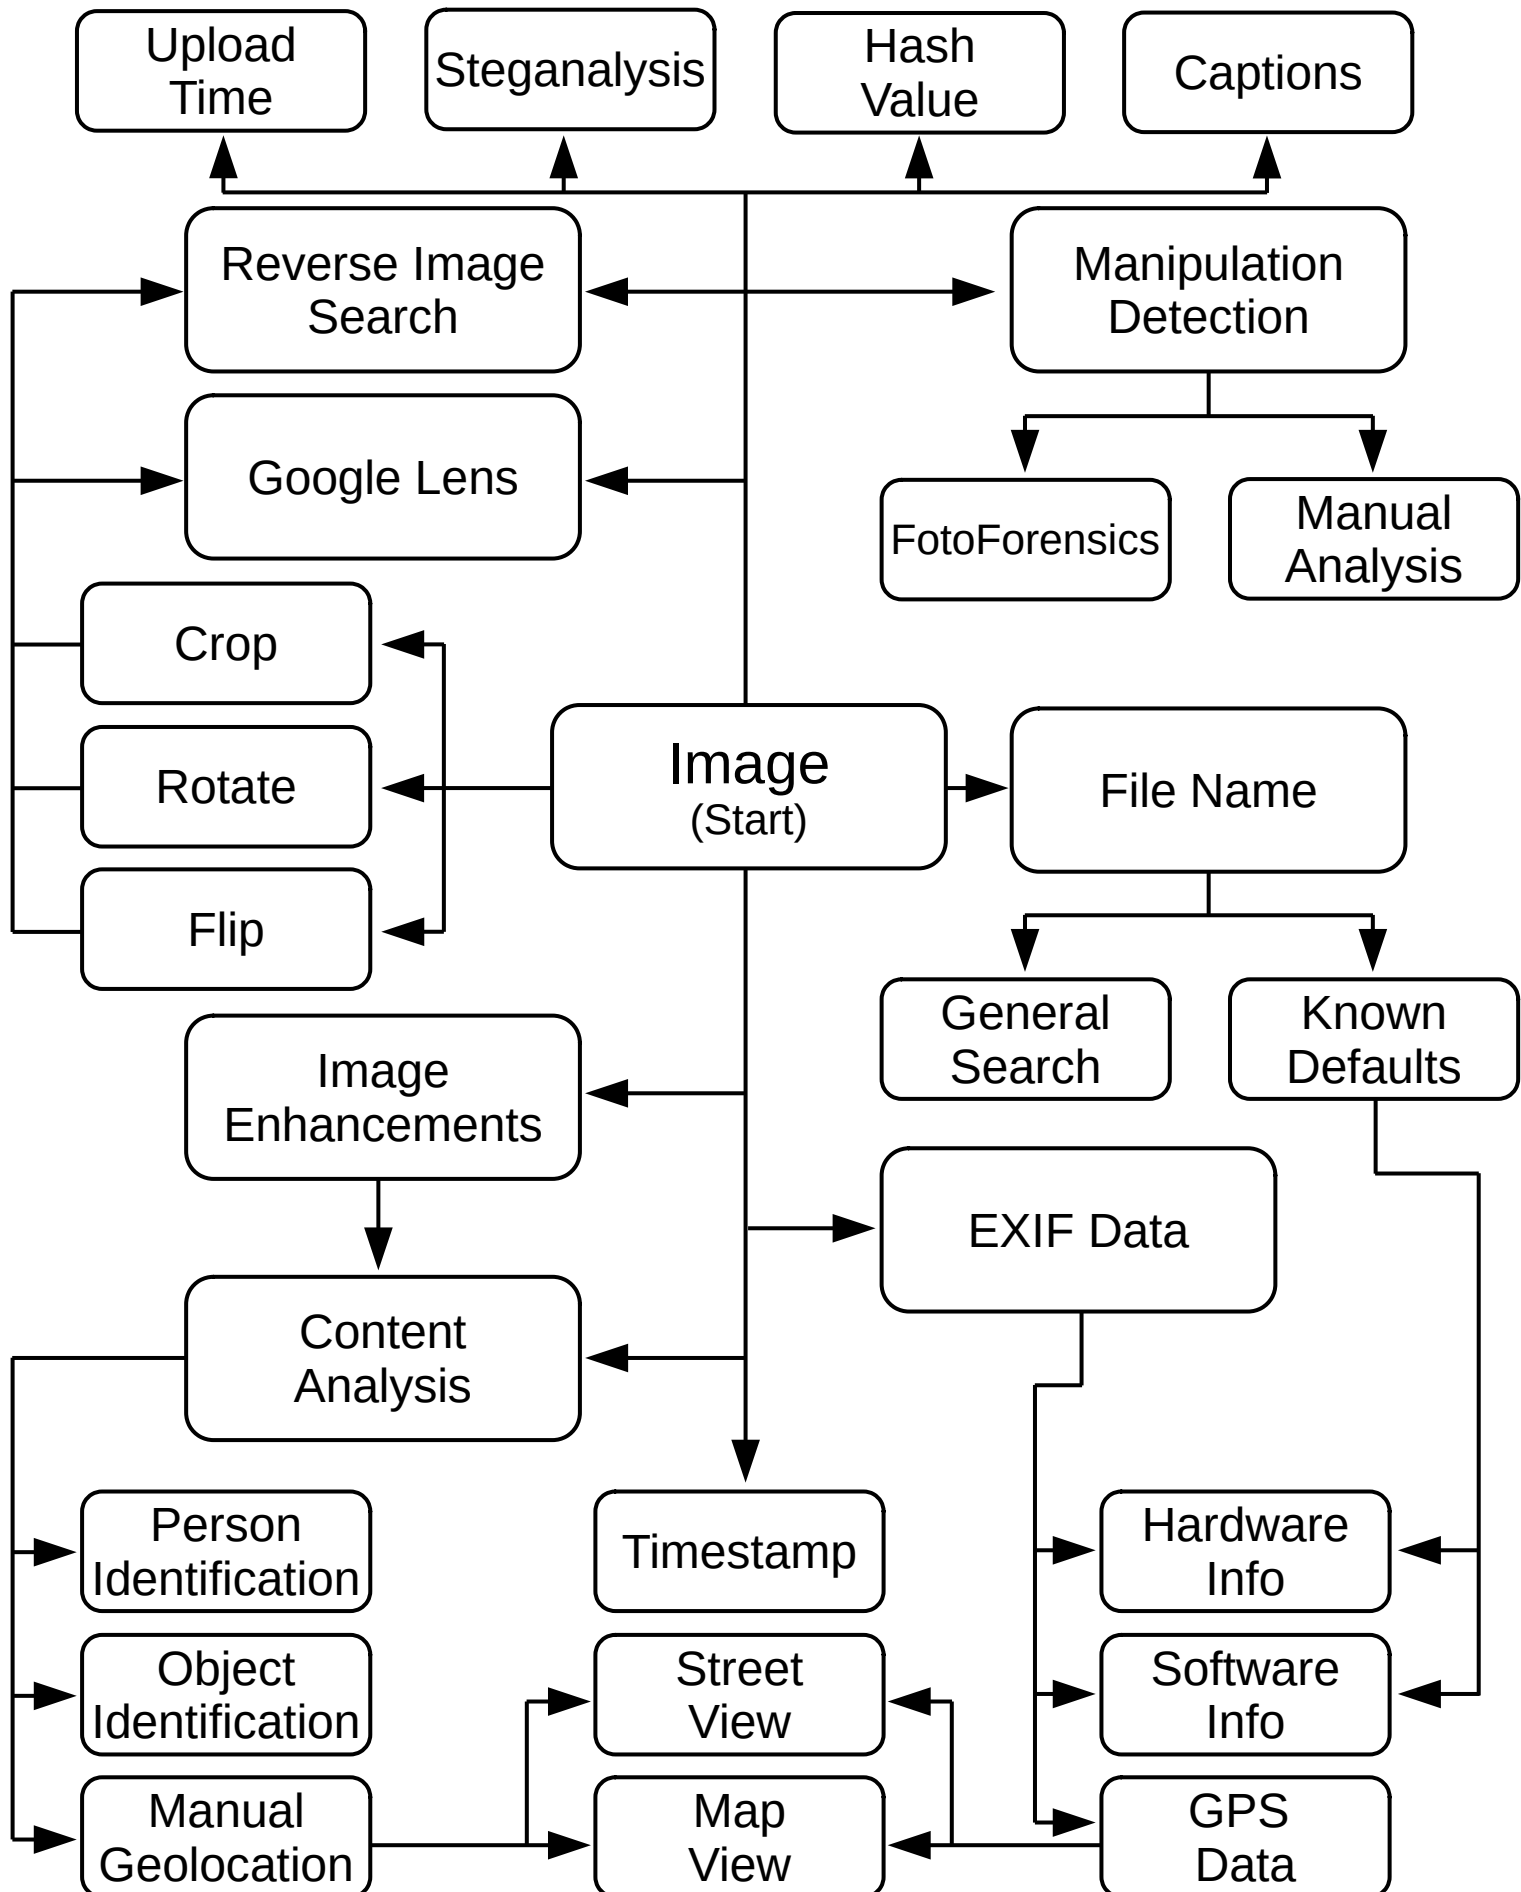 Upload
Time
Steganalysis
Hash
Value
Captions
Reverse Image
Search
Manipulation
Detection
Google Lens
FotoForensics
Manual
Analysis
Crop
Rotate
Flip
Image
(Start)
File Name
General
Search
Known
Defaults
Image
Enhancements
EXIF Data
Content
Analysis
Person
Identification
Timestamp
Hardware
Info
Object
Identification
Street
View
Software
Info
Manual
Geolocation
Map
View
GPS
Data